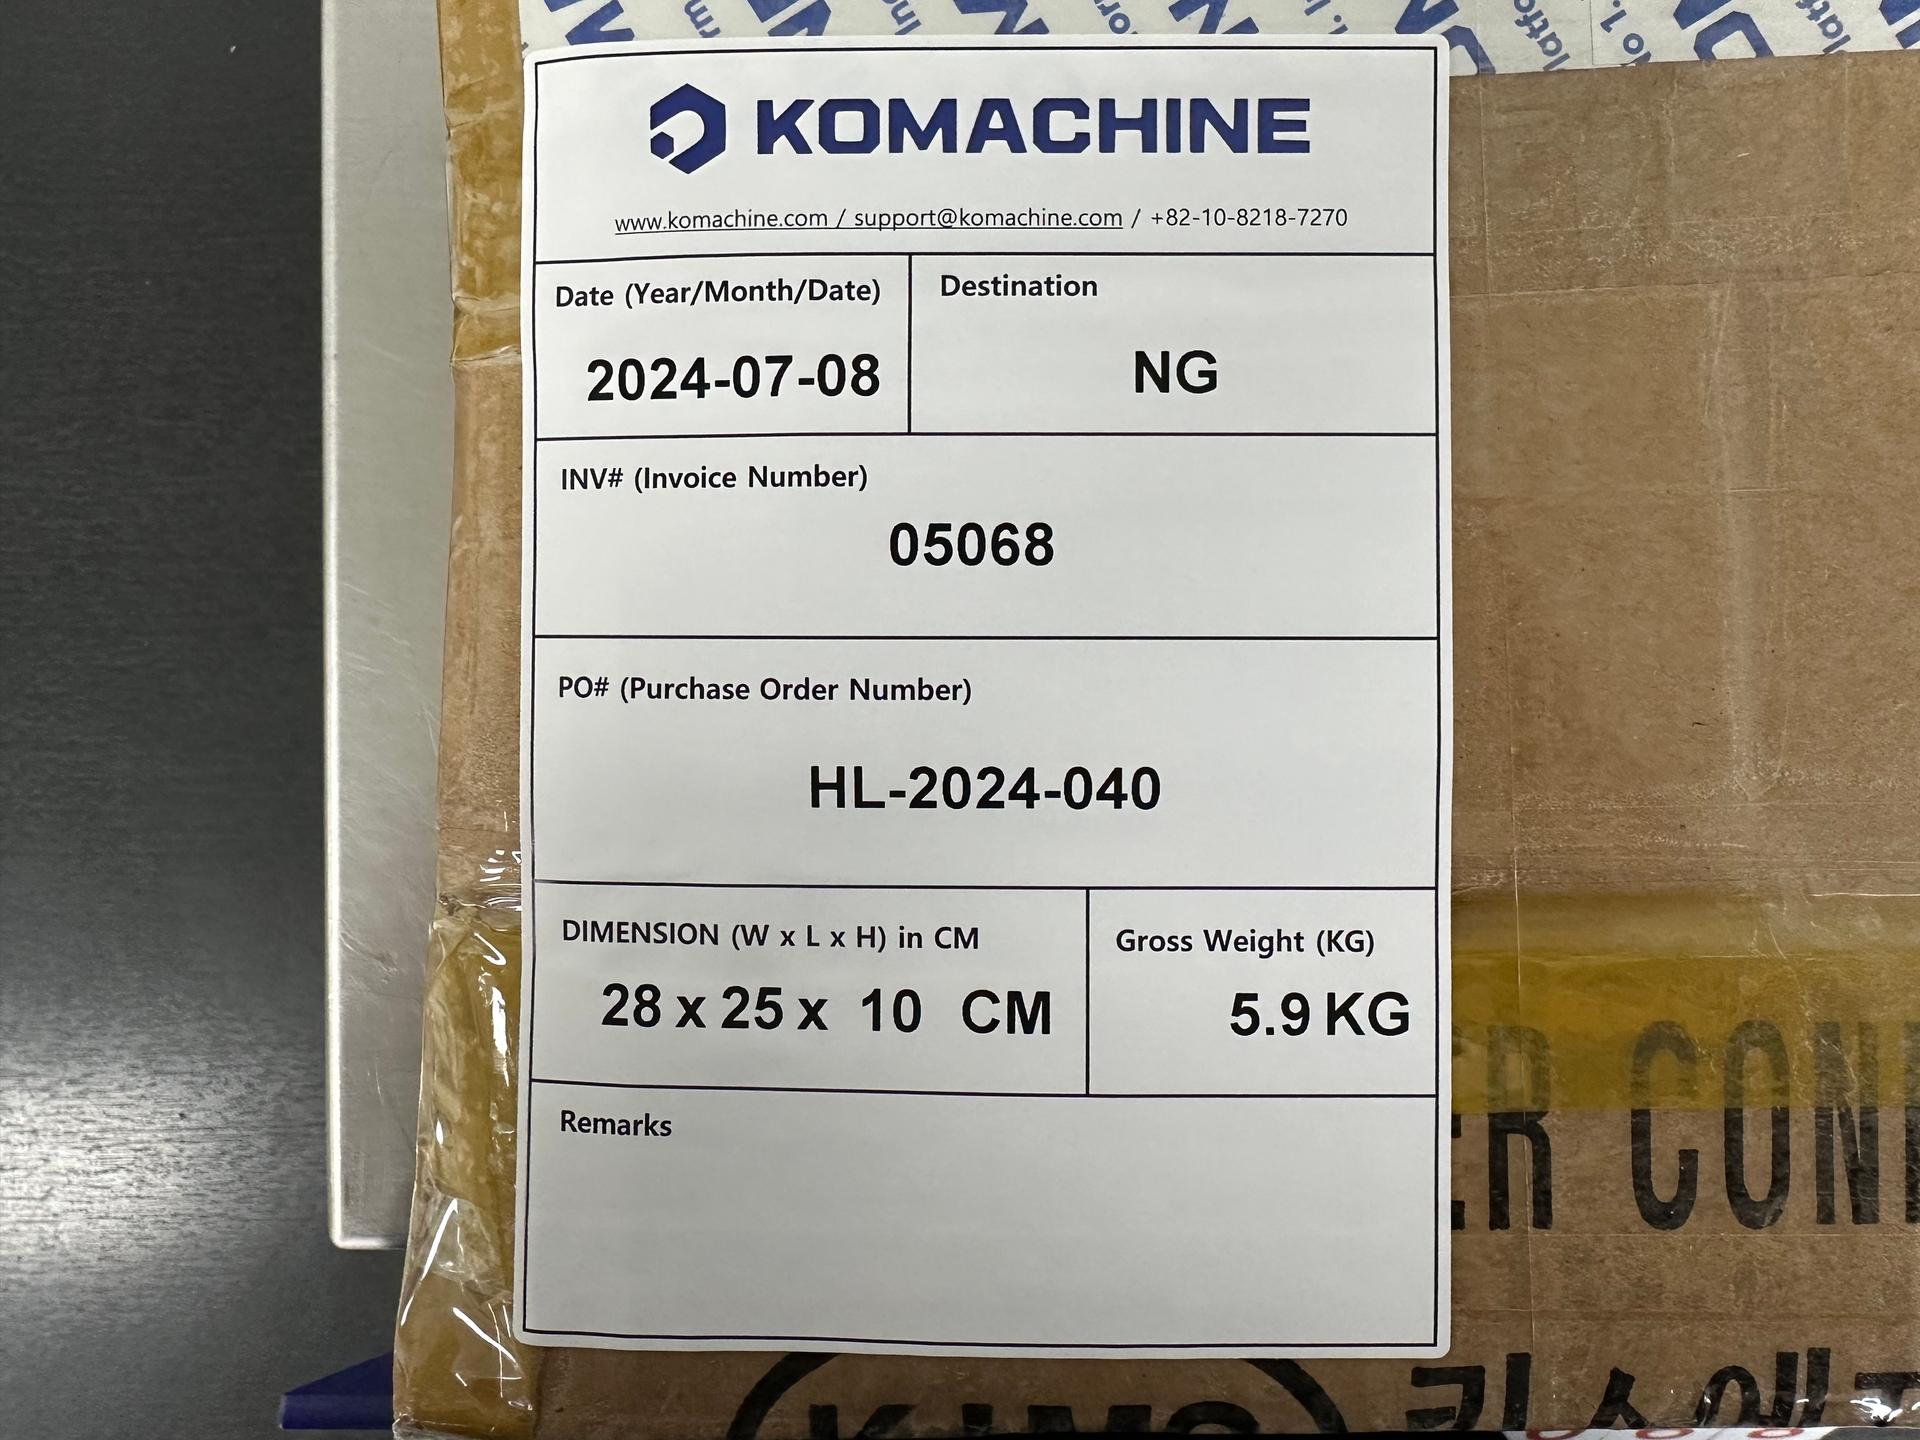 KOMACHINE
www.komachine.com / support@komachine.com / +82-10-8218-7270
Date (Year/Month/Date)
2024-07-08
Destination
NG
INV# (Invoice Number)
05068
PO# (Purchase Order Number)
HL-2024-040
DIMENSION (W x L x H) in CM
28 x 25 x 10 CM
Gross Weight (KG)
5.9 KG
Remarks